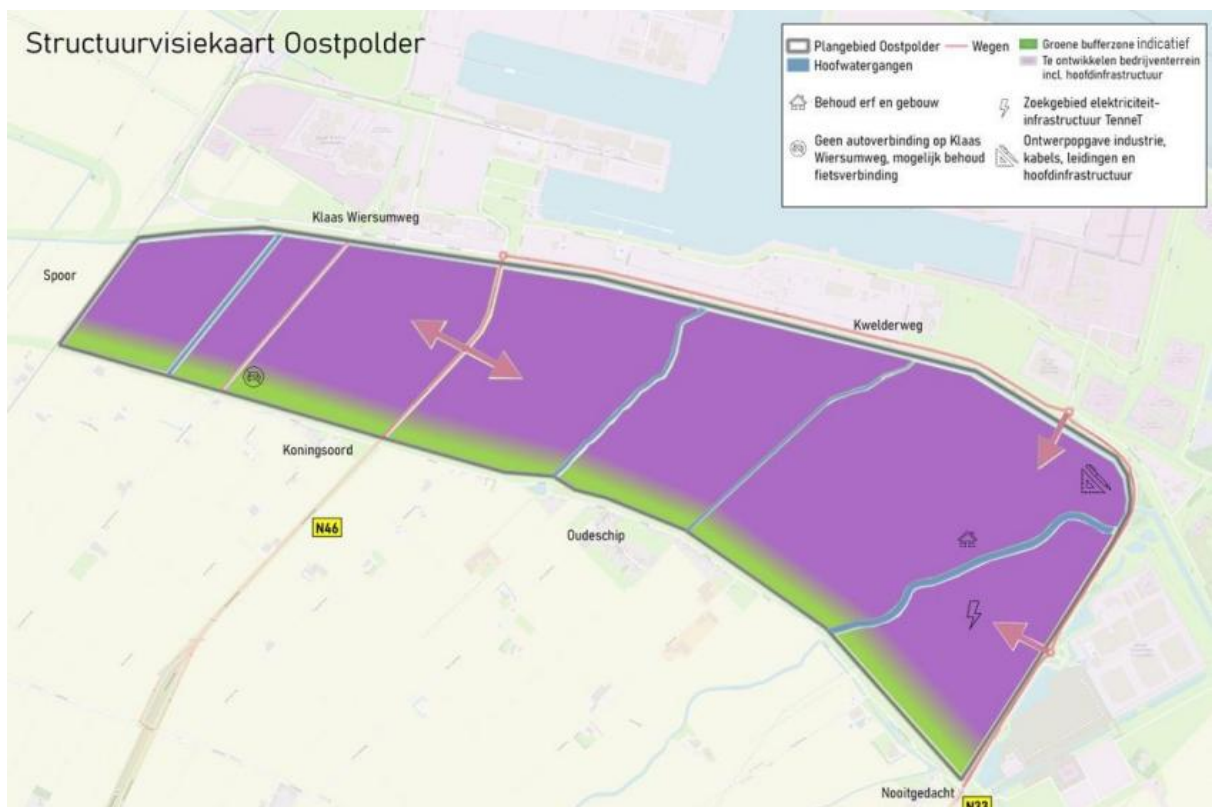 Structuurvisiekaart Oostpolder
Plangebied Oostpolder
Wegen
Groene bufferzone indicatief
Hoofwatergangen
Te ontwikkelen bedrijventerrein
incl. hoofdinfrastructuur
Behoud erf en gebouw
Zoekgebied elektriciteit-
infrastructuur TenneT
Geen autoverbinding op Klaas
Wiersumweg, mogelijk behoud
fietsverbinding
Ontwerpopgave industrie,
kabels, leidingen en
hoofdinfrastructuur
Klaas Wiersumweg
Spoor
Kwelderweg
Koningsoord
N46
Oudeschip
Nooitgedacht
N33